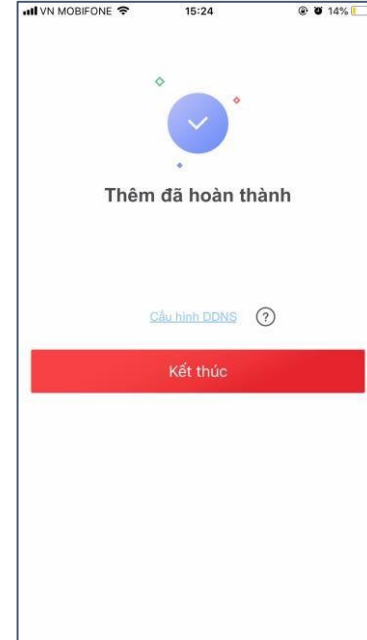 VN MOBIFONE 15:24 14%
Thêm đã hoàn thành
Cấu hình DDNS ?
Kết thúc